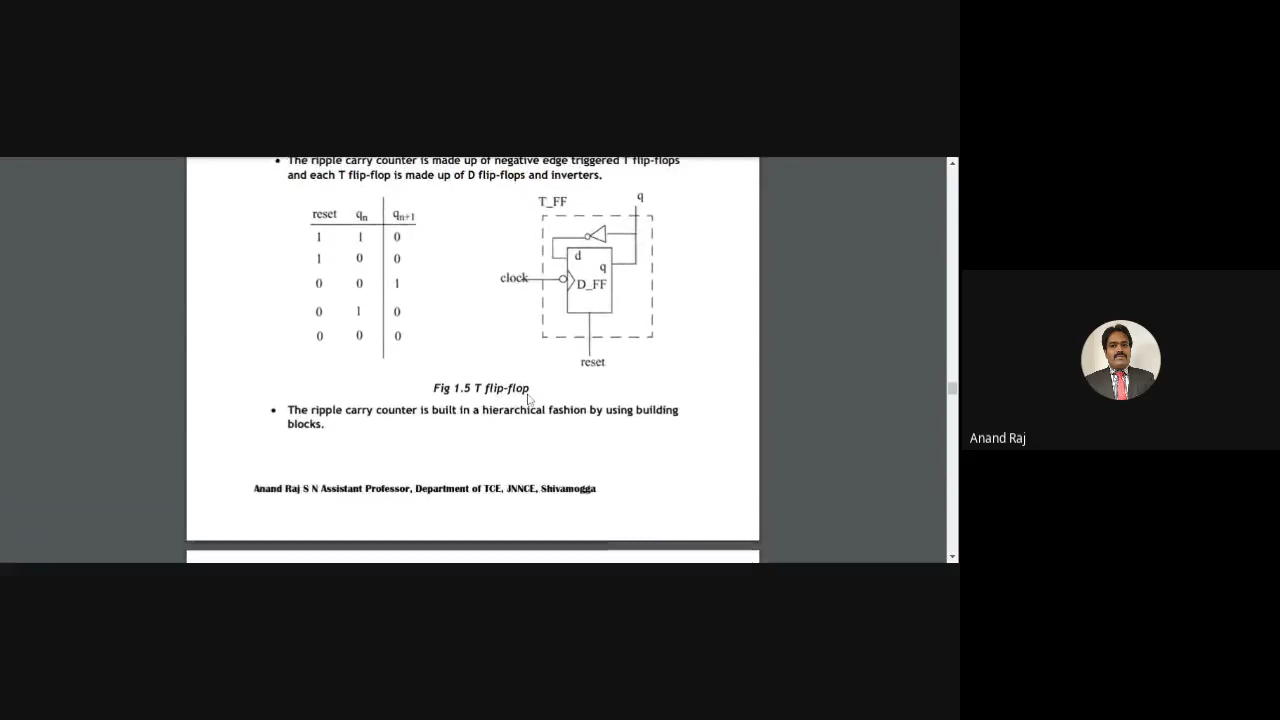 • The ripple carry counter is made up of negative edge triggered T flip-flops
and each T flip-flop is made up of D flip-flops and inverters.
reset qn qn+1
1 1 0
1 0 0
0 0 1
0 1 0
0 0 0
T_FF
q
d
q
clock
D_FF
reset
Fig 1.5 T flip-flop
• The ripple carry counter is built in a hierarchical fashion by using building
blocks.
Anand Raj S N Assistant Professor, Department of TCE, JNNCE, Shivamogga
Anand Raj